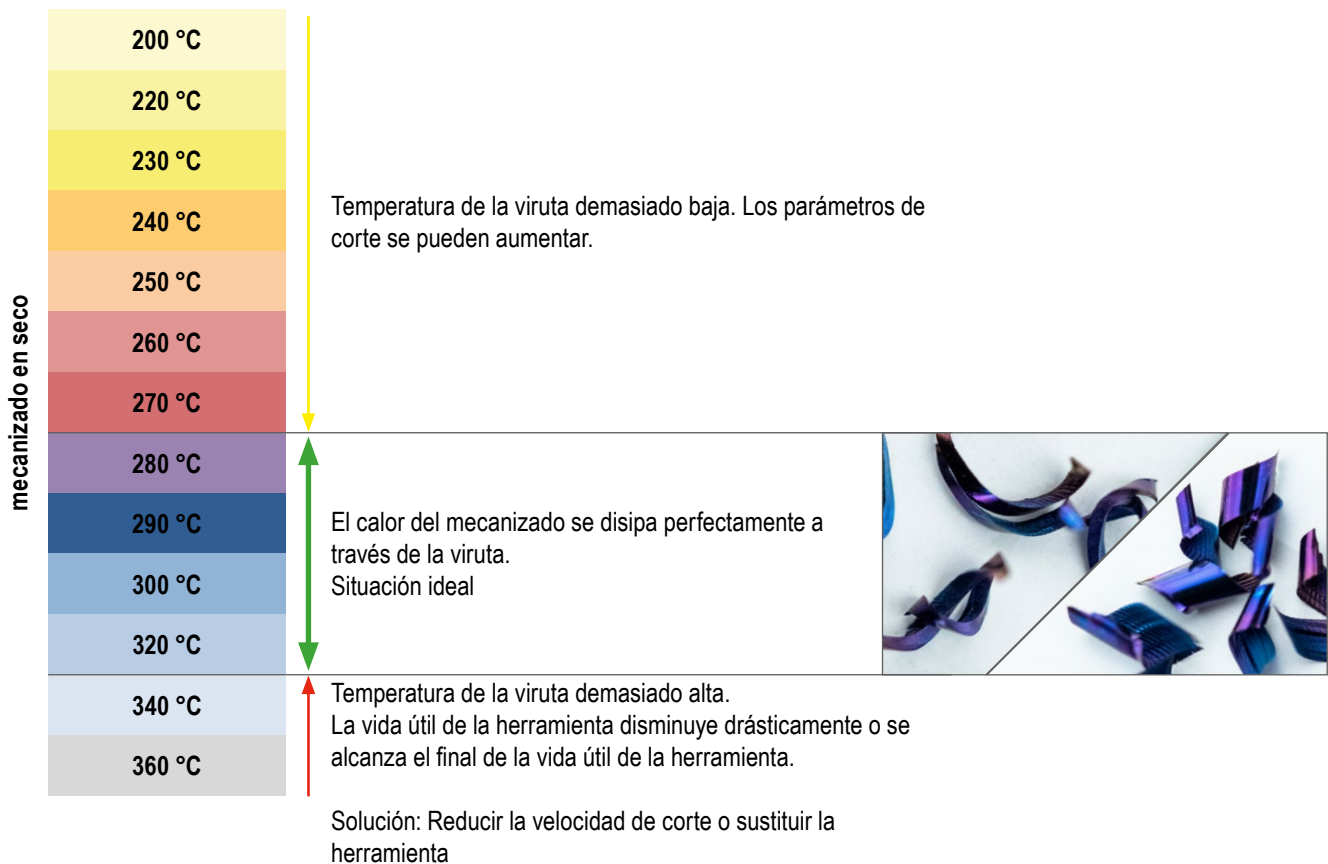 mecanizado en seco
200 °C
220 °C
230 °C
240 °C
250 °C
260 °C
270 °C
Temperatura de la viruta demasiado baja. Los parámetros de
corte se pueden aumentar.
280 °C
290 °C
300 °C
320 °C
El calor del mecanizado se disipa perfectamente a
través de la viruta.
Situación ideal
340 °C
360 °C
Temperatura de la viruta demasiado alta.
La vida útil de la herramienta disminuye drásticamente o se
alcanza el final de la vida útil de la herramienta.
Solución: Reducir la velocidad de corte o sustituir la
herramienta